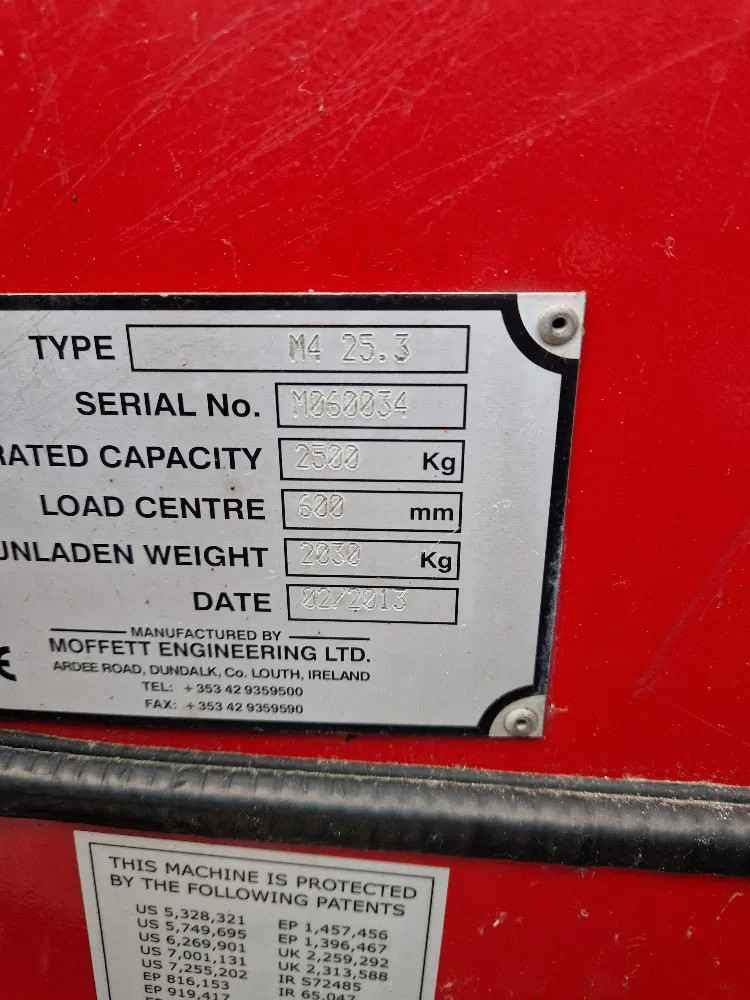 TYPE M4 25.3
SERIAL No. M060034
RATED CAPACITY 2500 Kg
LOAD CENTRE 600 mm
UNLADEN WEIGHT 2030 Kg
DATE 02/2013
MANUFACTURED BY
MOFFETT ENGINEERING LTD.
ARDEE ROAD, DUNDALK, Co. LOUTH, IRELAND
TEL: +353 42 9359500
FAX: +353 42 9359590
THIS MACHINE IS PROTECTED
BY THE FOLLOWING PATENTS
US 5,328,321 EP 1,457,456
US 5,749,695 EP 1,396,467
US 6,269,901 UK 2,259,292
US 7,001,131 UK 2,313,588
US 7,255,202 IR S72485
EP 816,153 IR 65,047
EP 919,417